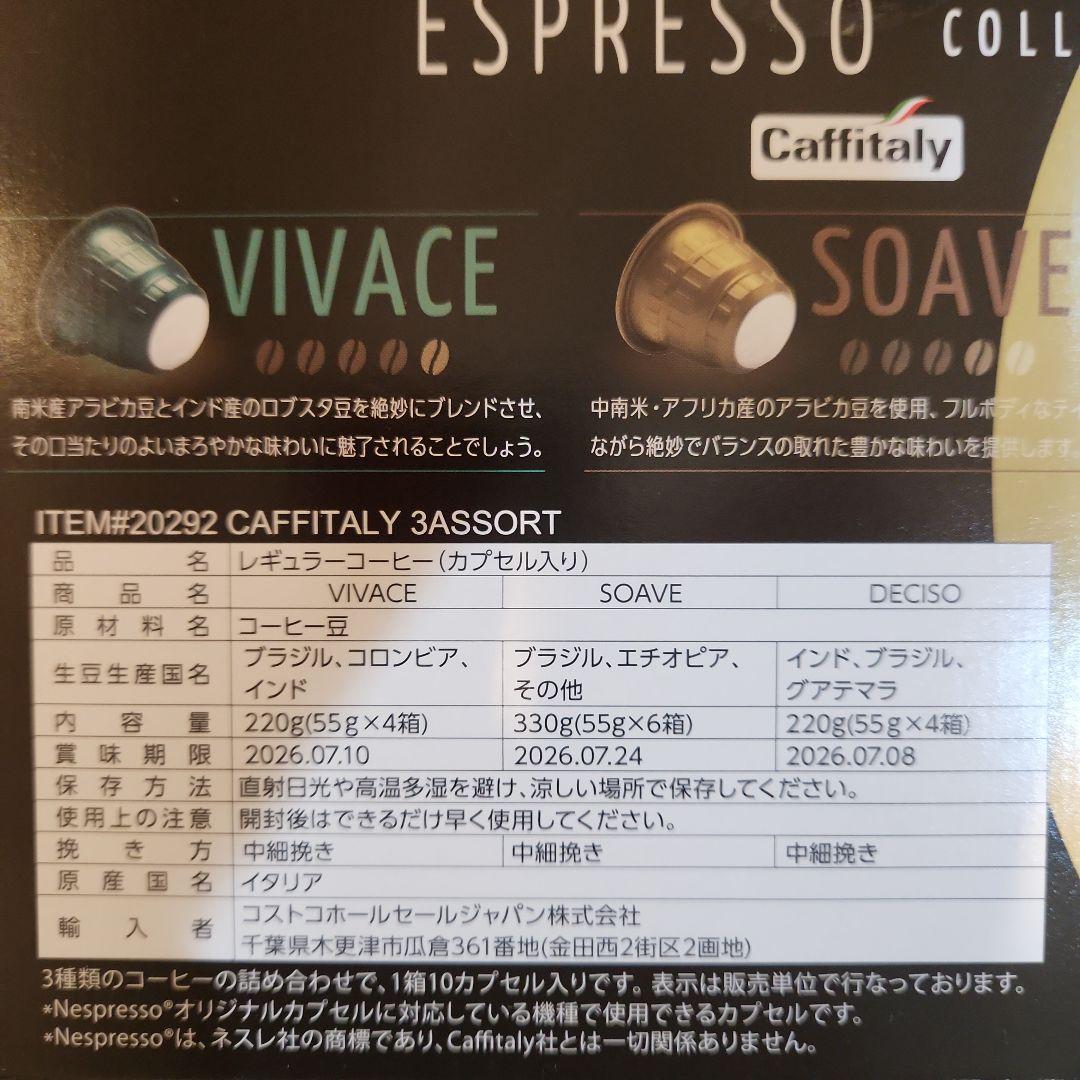 ESPRESSO COLL
Caffitaly
VIVACE
南米産アラビカ豆とインド産のロブスタ豆を絶妙にブレンドさせ、
その口当たりのよいまろやかな味わいに魅了されることでしょう。
SOAVE
中南米・アフリカ産のアラビカ豆を使用、フルボディなテイ
ながら絶妙でバランスの取れた豊かな味わいを提供します。
ITEM#20292 CAFFITALY 3ASSORT
品名 レギュラーコーヒー(カプセル入り)
商品名 VIVACE SOAVE DECISO
原材料名 コーヒー豆
生豆生産国名 ブラジル、コロンビア、インド ブラジル、エチオピア、その他 インド、ブラジル、グアテマラ
内容量 220g(55g×4箱) 330g(55g×6箱) 220g(55g×4箱)
賞味期限 2026.07.10 2026.07.24 2026.07.08
保存方法 直射日光や高温多湿を避け、涼しい場所で保存してください。
使用上の注意 開封後はできるだけ早く使用してください。
挽き方 中細挽き 中細挽き 中細挽き
原産国名 イタリア
輸入者 コストコホールセールジャパン株式会社
千葉県木更津市瓜倉361番地(金田西2街区2画地)
3種類のコーヒーの詰め合わせで、1箱10カプセル入りです。表示は販売単位で行なっております。
*Nespresso®オリジナルカプセルに対応している機種で使用できるカプセルです。
*Nespresso®は、ネスレ社の商標であり、Caffitaly社とは一切関係ありません。